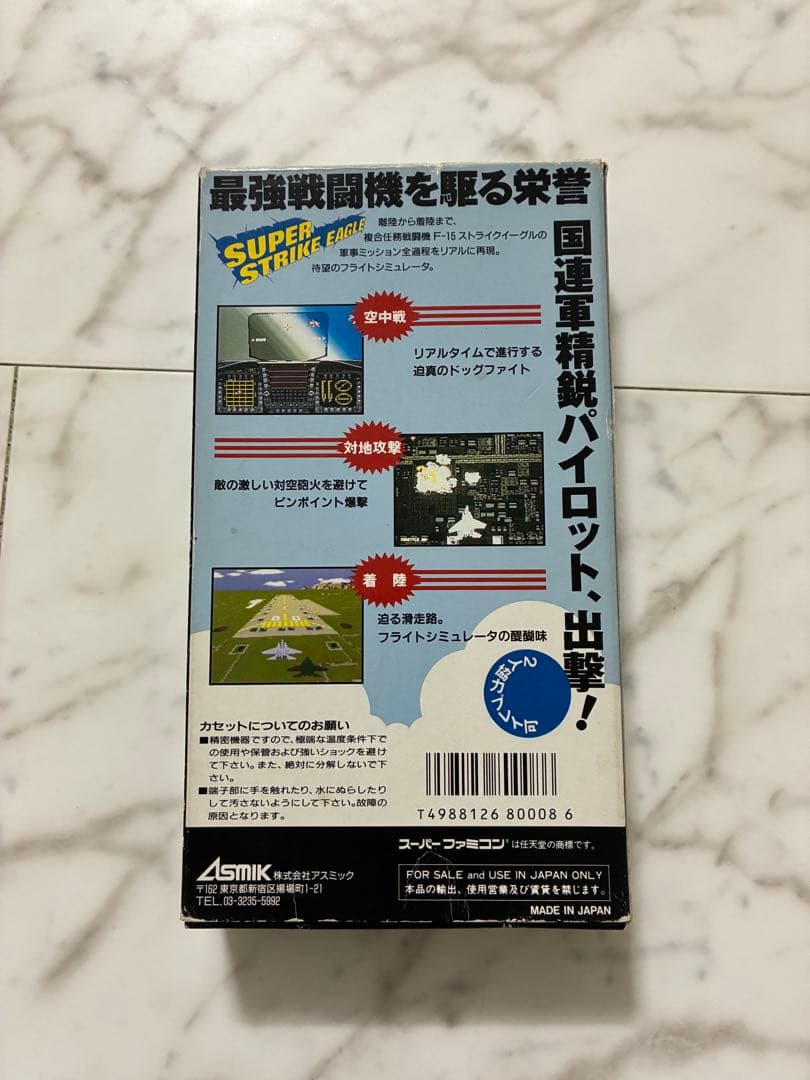 最強戦闘機を駆る栄誉
国連軍精鋭パイロット、出撃!
SUPER
STRIKE EAGLE
離陸から着陸まで、
複合任務戦闘機F-15ストライクイーグルの
軍事ミッション全過程をリアルに再現。
待望のフライトシミュレータ。
空中戦
リアルタイムで進行する
迫真のドッグファイト
対地攻撃
敵の激しい対空砲火を避けて
ピンポイント爆撃
着陸
迫る滑走路。
フライトシミュレータの醍醐味
カセットについてのお願い
■精密機器ですので、極端な温度条件下で
の使用や保管および強いショックを避け
て下さい。また、絶対に分解しないで下
さい。
■端子部に手を触れたり、水にぬらしたり
して汚さないようにして下さい。故障の
原因となります。
T4988126 80008 6
スーパーファミコン®は任天堂の商標です。
ASMIK 株式会社アスミック
〒162 東京都新宿区揚場町1-21
TEL. 03-3235-5992
FOR SALE and USE IN JAPAN ONLY
本品の輸出、使用営業及び賃貸を禁じます。
MADE IN JAPAN